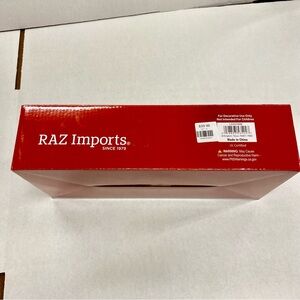 RAZ Imports®
SINCE 1975
For Decorative Use Only
Not Intended For Children
Made in China
UL Certified
⚠ WARNING: May Cause
Cancer and Reproductive Harm -
www.P65Warnings.ca.gov